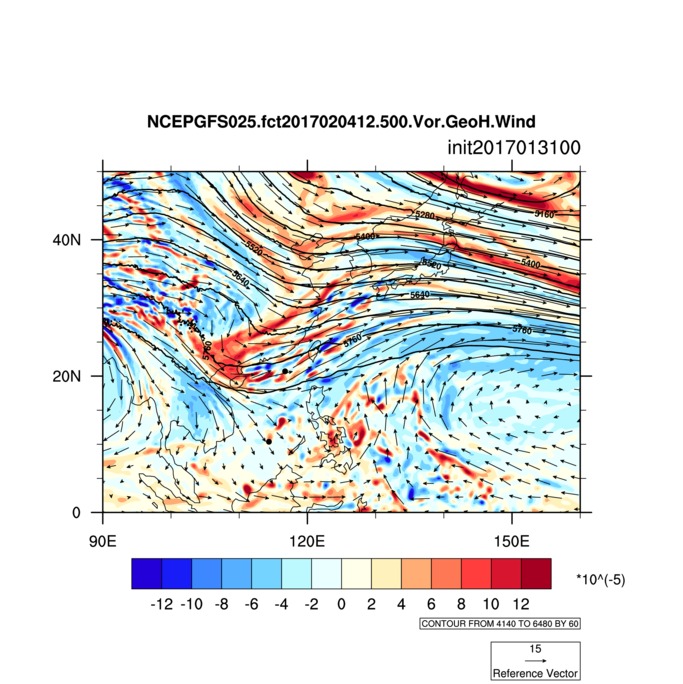 NCEPGFS025.fct2017020412.500.Vor.GeoH.Wind
init2017013100
5280
5160
5400
5520
5400
5520
5640
5640
5760
5760
5760
40N
20N
0
90E 120E 150E
-12 -10 -8 -6 -4 -2 0 2 4 6 8 10 12
*10^(-5)
CONTOUR FROM 4140 TO 6480 BY 60
15
Reference Vector